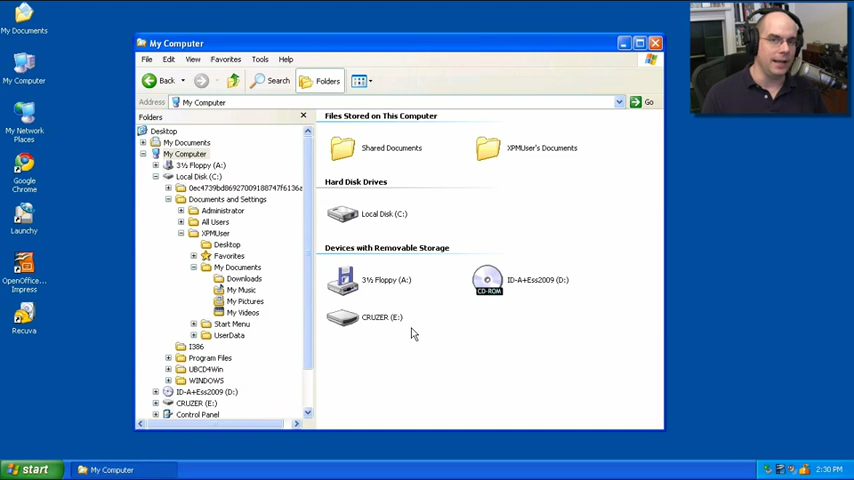 My Documents
My Computer
My Network
Places
Google
Chrome
Launchy
OpenOffice....
Impress
Recuva
My Computer
File Edit View Favorites Tools Help
Back Search Folders
Address My Computer Go
Folders
Desktop
My Documents
My Computer
3½ Floppy (A:)
Local Disk (C:)
0ec4739bd86927009188747f6136a
Documents and Settings
Administrator
All Users
XPMUser
Desktop
Favorites
My Documents
Downloads
My Music
My Pictures
My Videos
Start Menu
UserData
I386
Program Files
UBCD4Win
WINDOWS
ID-A+Ess2009 (D:)
CRUZER (E:)
Control Panel
Files Stored on This Computer
Shared Documents XPMUser's Documents
Hard Disk Drives
Local Disk (C:)
Devices with Removable Storage
3½ Floppy (A:) ID-A+Ess2009 (D:)
CD-ROM
CRUZER (E:)
start My Computer 2:30 PM